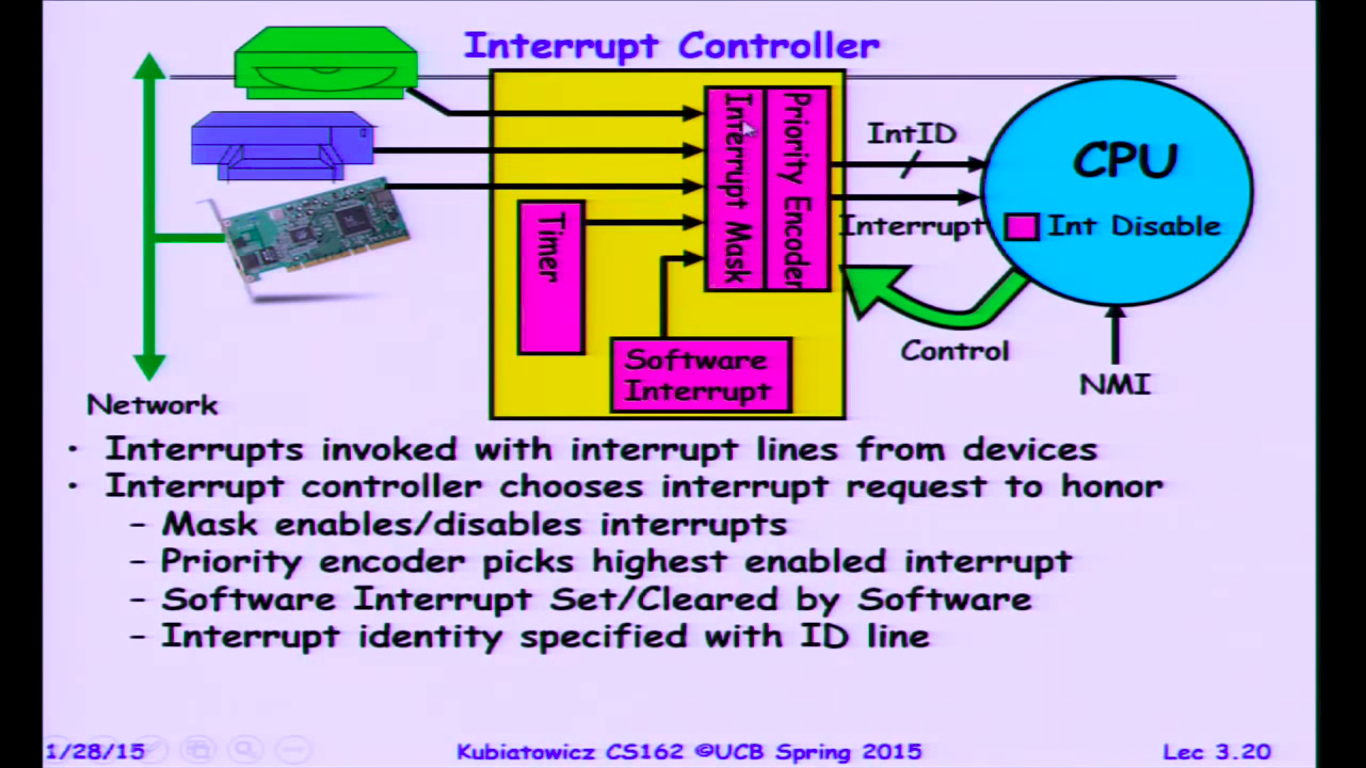 Interrupt Controller
Interrupt Mask
Priority Encoder
IntID
CPU
Interrupt
Int Disable
Timer
Software
Interrupt
Control
NMI
Network
• Interrupts invoked with interrupt lines from devices
• Interrupt controller chooses interrupt request to honor
– Mask enables/disables interrupts
– Priority encoder picks highest enabled interrupt
– Software Interrupt Set/Cleared by Software
– Interrupt identity specified with ID line
1/28/15
Kubiatowicz CS162 ©UCB Spring 2015
Lec 3.20